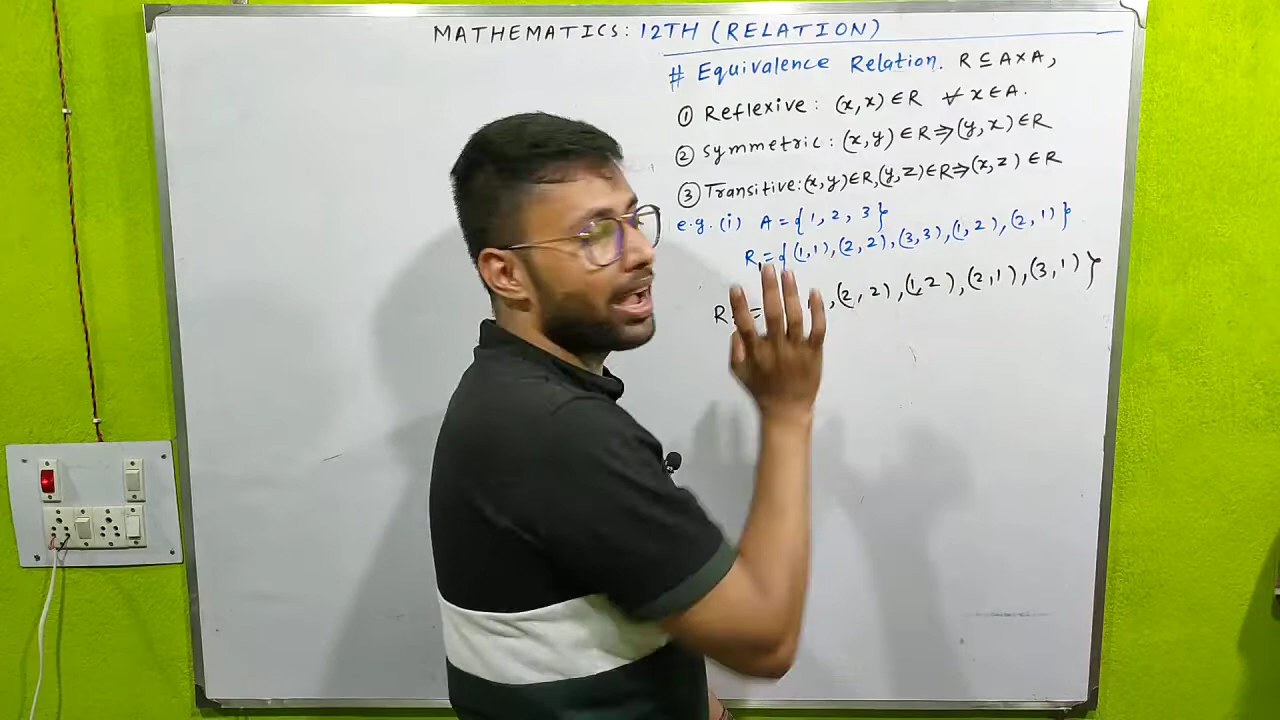 MATHEMATICS: 12TH (RELATION)
# Equivalence Relation. R ⊆ A×A,
① Reflexive: (x,x) ∈ R ∀ x ∈ A.
② Symmetric: (x,y) ∈ R ⇒ (y,x) ∈ R
③ Transitive: (x,y) ∈ R, (y,z) ∈ R ⇒ (x,z) ∈ R
e.g. (i) A = {1, 2, 3}
R₁ = {(1,1), (2,2), (3,3), (1,2), (2,1)}
R = , (2,2), (1,2), (2,1), (3,1)}